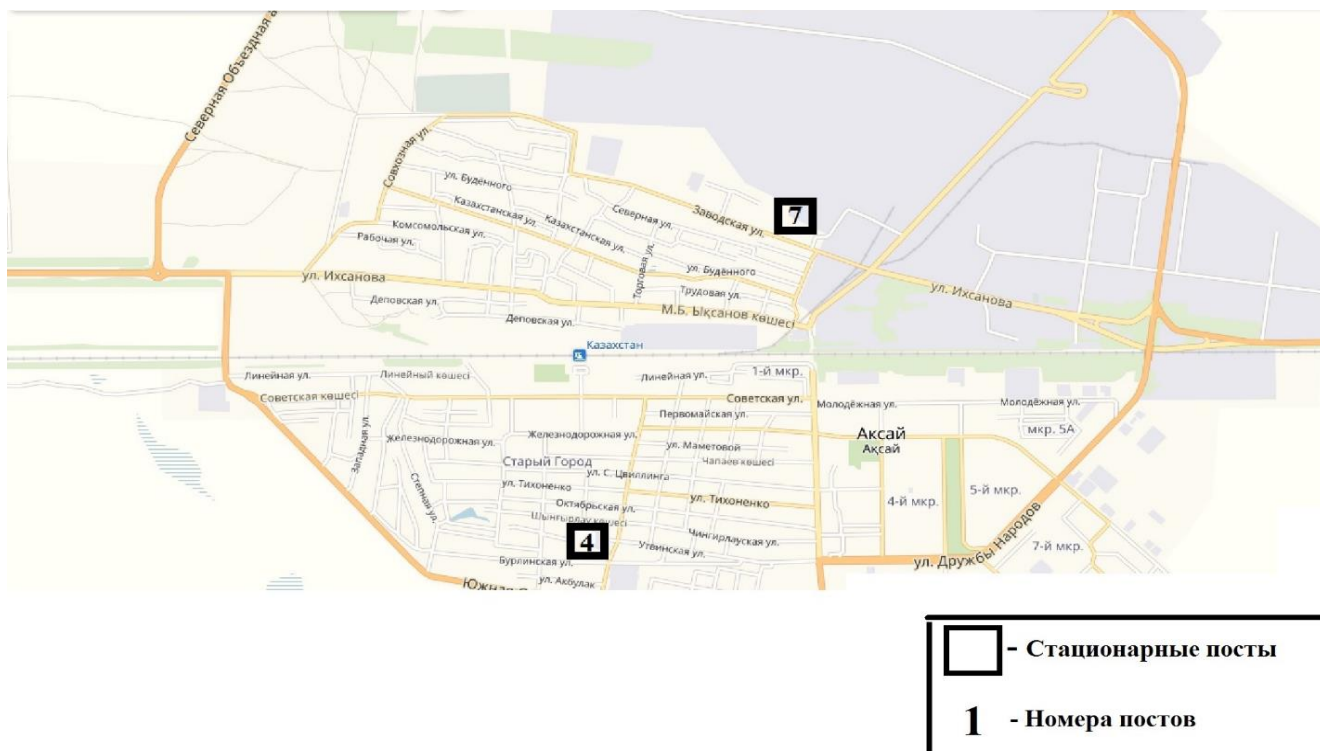 Северная Объездная
Совхозная ул.
ул. Будённого
Казахстанская ул.
Казахстанская ул.
Северная ул.
Заводская ул.
7
Комсомольская ул.
Рабочая ул.
Торговая ул.
ул. Будённого
ул. Ихсанова
Трудовая ул.
ул. Ихсанова
Деповская ул.
М.Б. Ықсанов көшесі
Деповская ул.
Казахстан
Линейная ул.
Линейный көшесі
Линейная ул.
1-й мкр.
Советская көшесі
Советская ул.
Молодёжная ул.
Молодёжная ул.
Первомайская ул.
Западная ул.
Железнодорожная ул.
Железнодорожная ул.
ул. Маметовой
Аксай
Ақсай
мкр. 5А
Старый Город
Чапаев көшесі
ул. С. Цвиллинга
Степная ул.
ул. Тихоненко
ул. Тихоненко
4-й мкр.
5-й мкр.
Октябрьская ул.
Шыңғырлау көшесі
4
Утвинская ул.
Чингирлауская ул.
ул. Дружбы Народов
7-й мкр.
Бурлинская ул.
ул. Акбулак
- Стационарные посты
1 - Номера постов